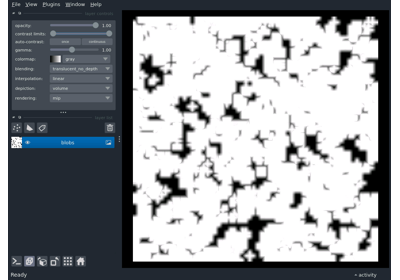 File View Plugins Window Help
opacity: 1.00
contrast limits:
auto-contrast: once continuous
gamma: 1.00
colormap: gray
blending: translucent_no_depth
interpolation: linear
depiction: volume
rendering: mip
blobs
Ready activity